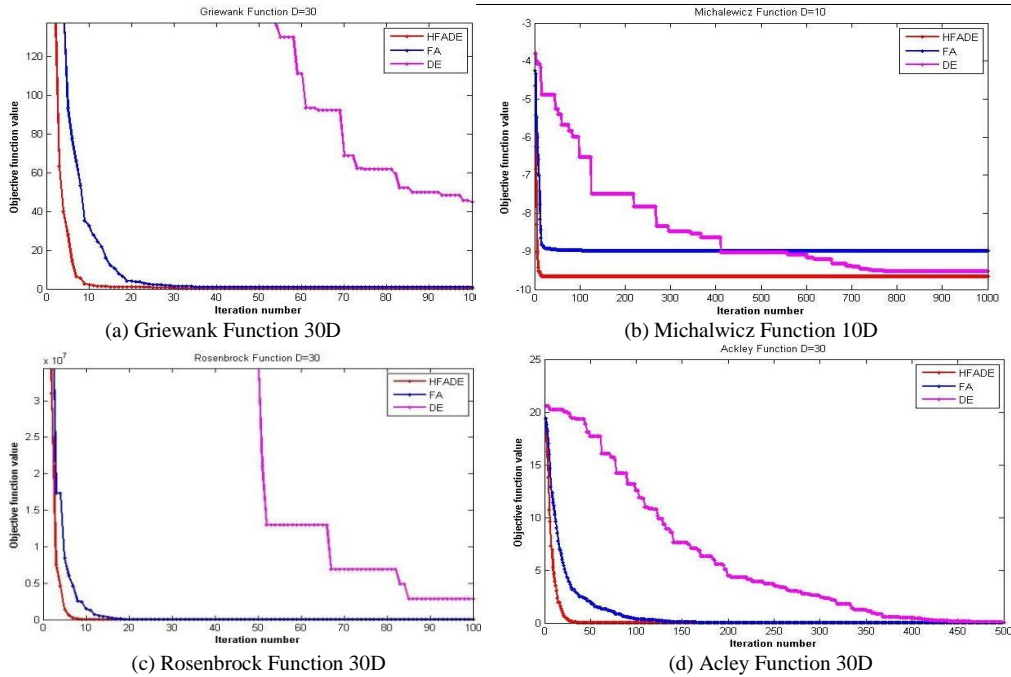 Griewank Function D=30
HFADE
FA
DE
Objective function value
120
100
80
60
40
20
0
0 10 20 30 40 50 60 70 80 90 100
Iteration number
(a) Griewank Function 30D
Michalewicz Function D=10
HFADE
FA
DE
Objective function value
-3
-4
-5
-6
-7
-8
-9
-10
0 100 200 300 400 500 600 700 800 900 1000
Iteration number
(b) Michalwicz Function 10D
x 10^7
Rosenbrock Function D=30
HFADE
FA
DE
Objective function value
3
2.5
2
1.5
1
0.5
0
0 10 20 30 40 50 60 70 80 90 100
Iteration number
(c) Rosenbrock Function 30D
Ackley Function D=30
HFADE
FA
DE
Objective function value
25
20
15
10
5
0
0 50 100 150 200 250 300 350 400 450 500
Iteration number
(d) Acley Function 30D